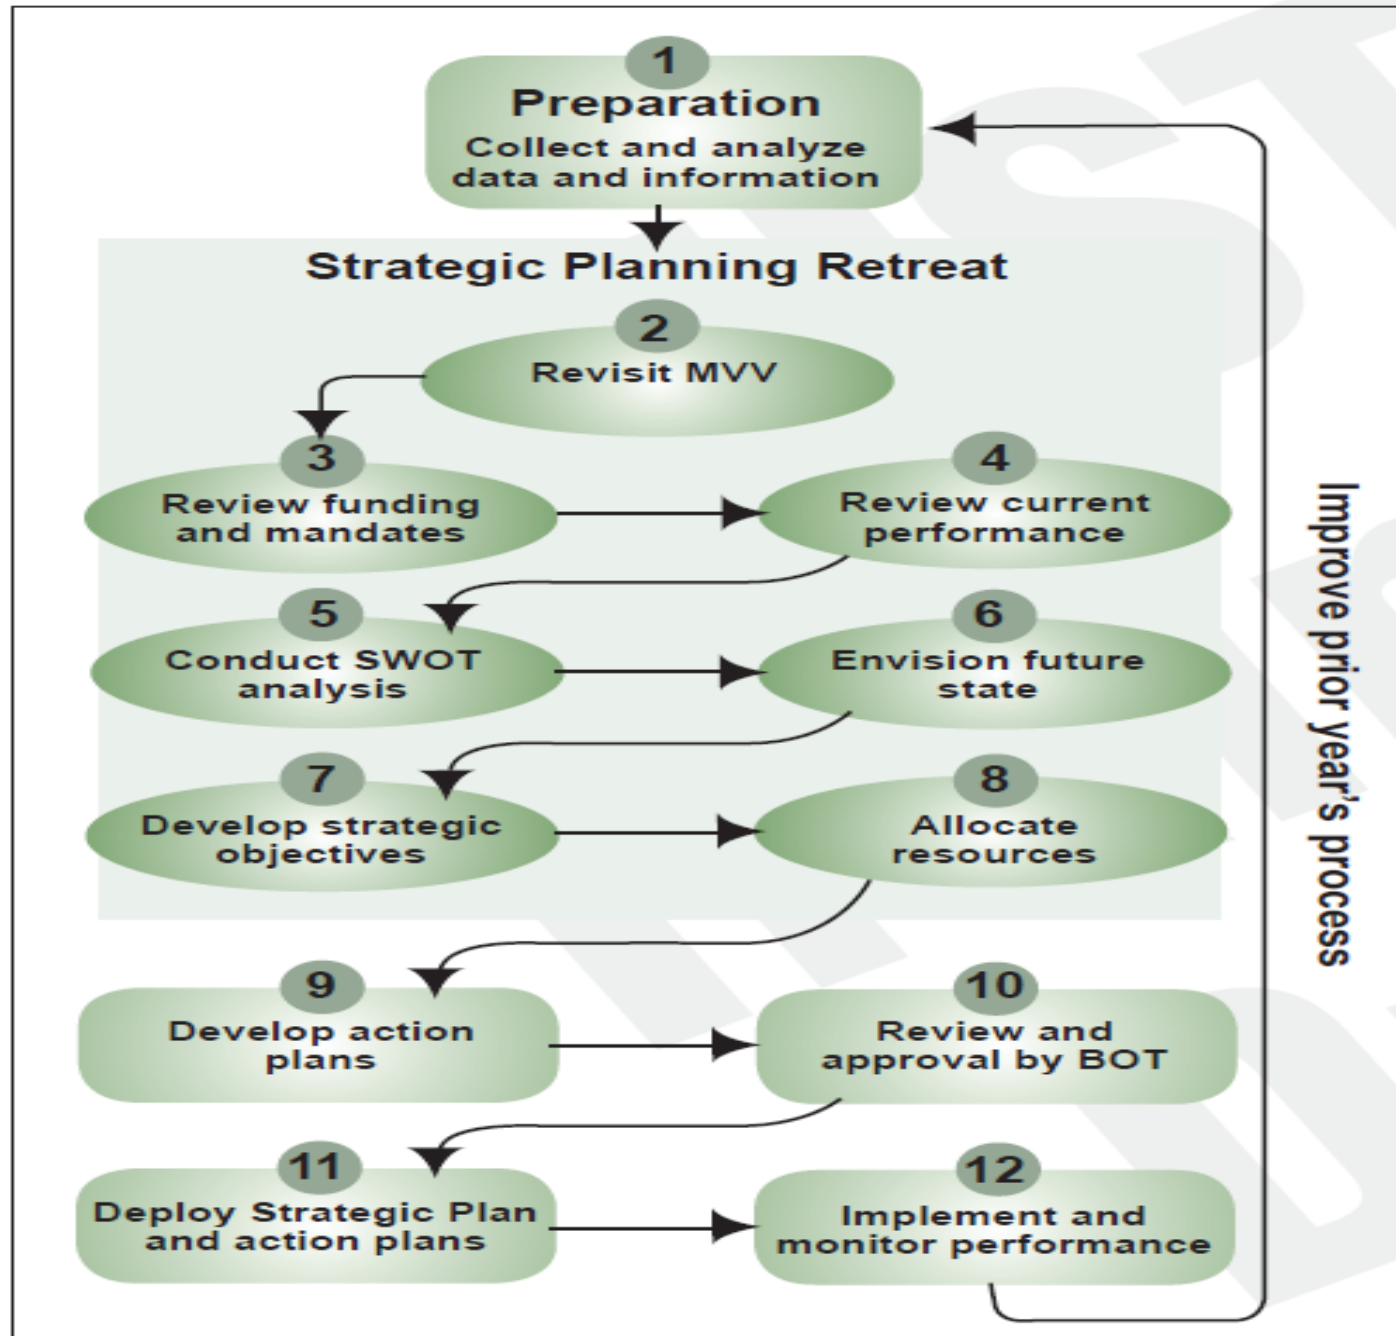 1
Preparation
Collect and analyze
data and information
Strategic Planning Retreat
2
Revisit MVV
3
Review funding
and mandates
4
Review current
performance
5
Conduct SWOT
analysis
6
Envision future
state
7
Develop strategic
objectives
8
Allocate
resources
9
Develop action
plans
10
Review and
approval by BOT
11
Deploy Strategic Plan
and action plans
12
Implement and
monitor performance
Improve prior year's process